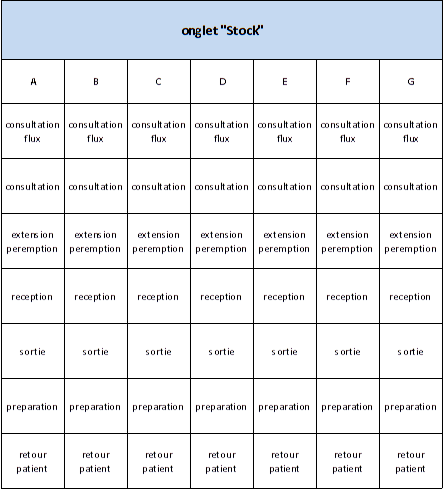 onglet "Stock"
A B C D E F G
consultation consultation consultation consultation consultation consultation consultation
flux flux flux flux flux flux flux
consultation consultation consultation consultation consultation consultation consultation
extension extension extension extension extension extension extension
peremption peremption peremption peremption peremption peremption peremption
reception reception reception reception reception reception reception
sortie sortie sortie sortie sortie sortie sortie
preparation preparation preparation preparation preparation preparation preparation
retour retour retour retour retour retour retour
patient patient patient patient patient patient patient